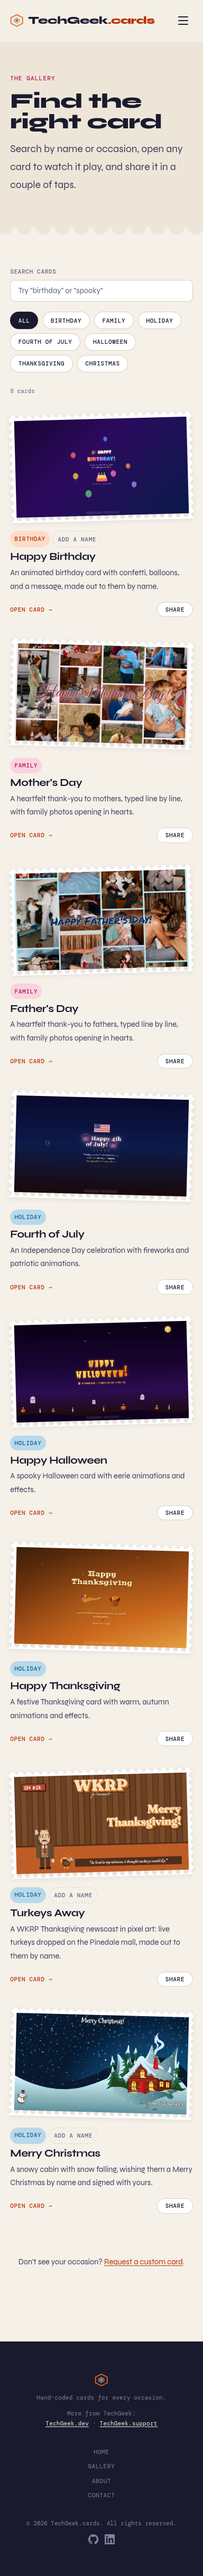 TechGeek.cards
THE GALLERY
Find the
right card
Search by name or occasion, open any
card to watch it play, and share it in a
couple of taps.
SEARCH CARDS
Try "birthday" or "spooky"
ALL
BIRTHDAY
FAMILY
HOLIDAY
FOURTH OF JULY
HALLOWEEN
THANKSGIVING
CHRISTMAS
8 cards
HAPPY
BIRTHDAY!
BIRTHDAY
ADD A NAME
Happy Birthday
An animated birthday card with confetti, balloons,
and a message, made out to them by name.
OPEN CARD →
SHARE
Happy Mother's Day!
FAMILY
Mother's Day
A heartfelt thank-you to mothers, typed line by line,
with family photos opening in hearts.
OPEN CARD →
SHARE
HAPPY FATHER'S DAY!
FAMILY
Father's Day
A heartfelt thank-you to fathers, typed line by line,
with family photos opening in hearts.
OPEN CARD →
SHARE
Happy 4th
of July!
HOLIDAY
Fourth of July
An Independence Day celebration with fireworks and
patriotic animations.
OPEN CARD →
SHARE
HAPPY
HALLOWEEN!
HOLIDAY
Happy Halloween
A spooky Halloween card with eerie animations and
effects.
OPEN CARD →
SHARE
Happy
Thanksgiving
HOLIDAY
Happy Thanksgiving
A festive Thanksgiving card with warm, autumn
animations and effects.
OPEN CARD →
SHARE
ON AIR
WKRP
Merry
Thanksgiving!
HOLIDAY
ADD A NAME
Turkeys Away
A WKRP Thanksgiving newscast in pixel art: live
turkeys dropped on the Pinedale mall, made out to
them by name.
OPEN CARD →
SHARE
Merry Christmas!
HOLIDAY
ADD A NAME
Merry Christmas
A snowy cabin with snow falling, wishing them a Merry
Christmas by name and signed with yours.
OPEN CARD →
SHARE
Don't see your occasion? Request a custom card.
Hand-coded cards for every occasion.
More from TechGeek:
TechGeek.dev · TechGeek.support
HOME
GALLERY
ABOUT
CONTACT
© 2026 TechGeek.cards. All rights reserved.